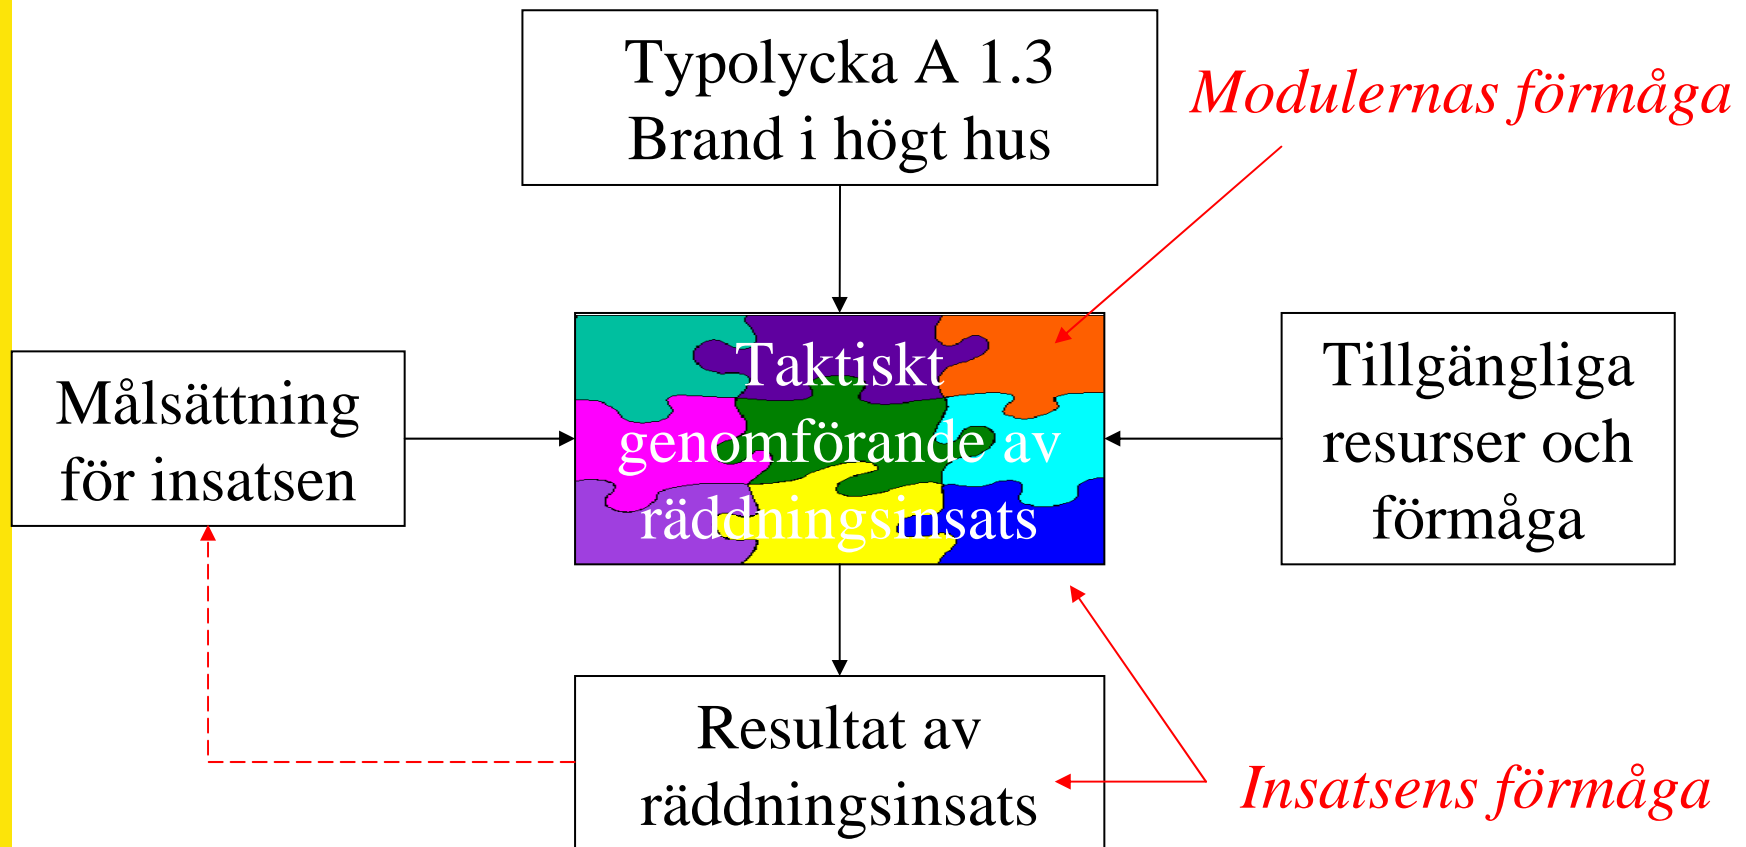 Typolycka A 1.3
Brand i högt hus
Modulernas förmåga
Målsättning
för insatsen
Taktiskt
genomförande av
räddningsinsats
Tillgängliga
resurser och
förmåga
Resultat av
räddningsinsats
Insatsens förmåga